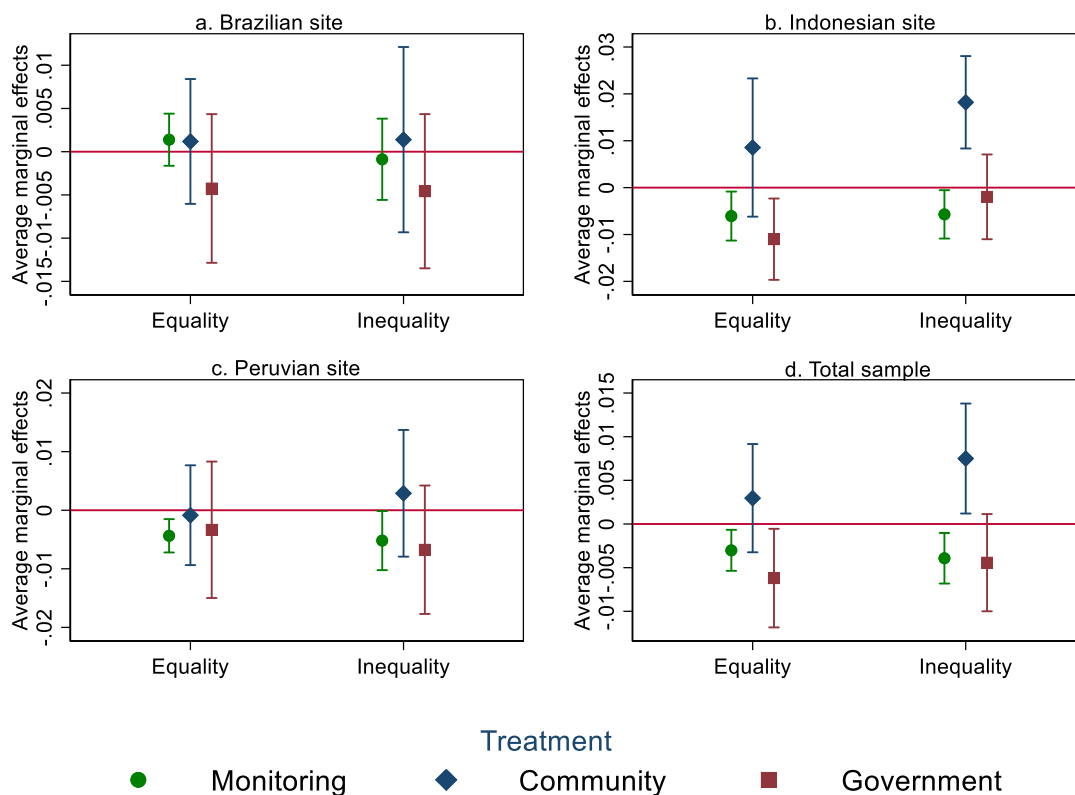 a. Brazilian site
Average marginal effects
.01
.005
0
-.005
-.01
-.015
Equality
Inequality
b. Indonesian site
Average marginal effects
.03
.02
.01
0
-.01
-.02
Equality
Inequality
c. Peruvian site
Average marginal effects
.02
.01
0
-.01
-.02
Equality
Inequality
d. Total sample
Average marginal effects
.015
.01
.005
0
-.005
-.01
Equality
Inequality
Treatment
Monitoring Community Government